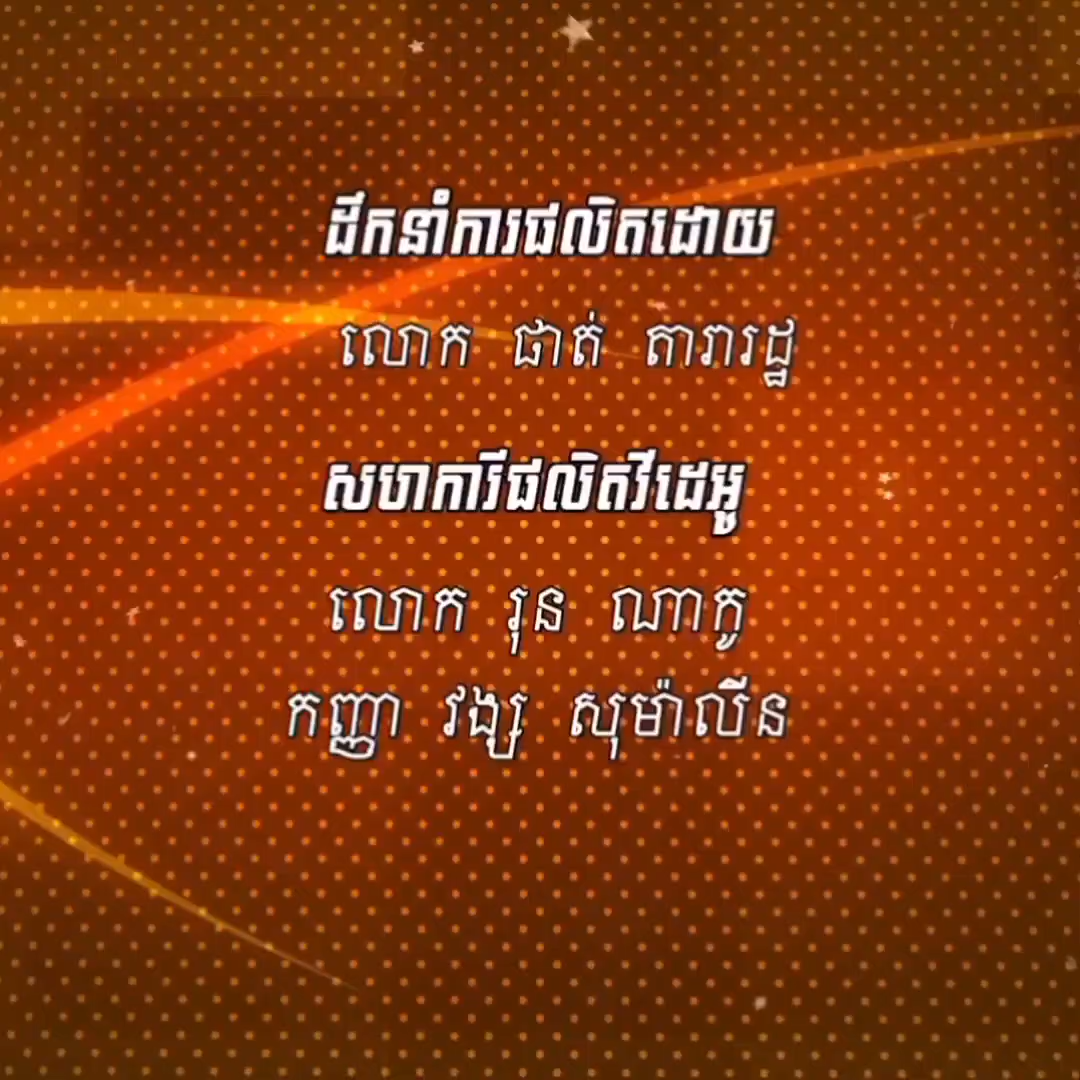 ដឹកនាំការផលិតដោយ
លោក ផាត់ តារារដ្ឋ
សហការីផលិតវីដេអូ
លោក រុន ណាកូ
កញ្ញា វង្ស សុម៉ាលីន